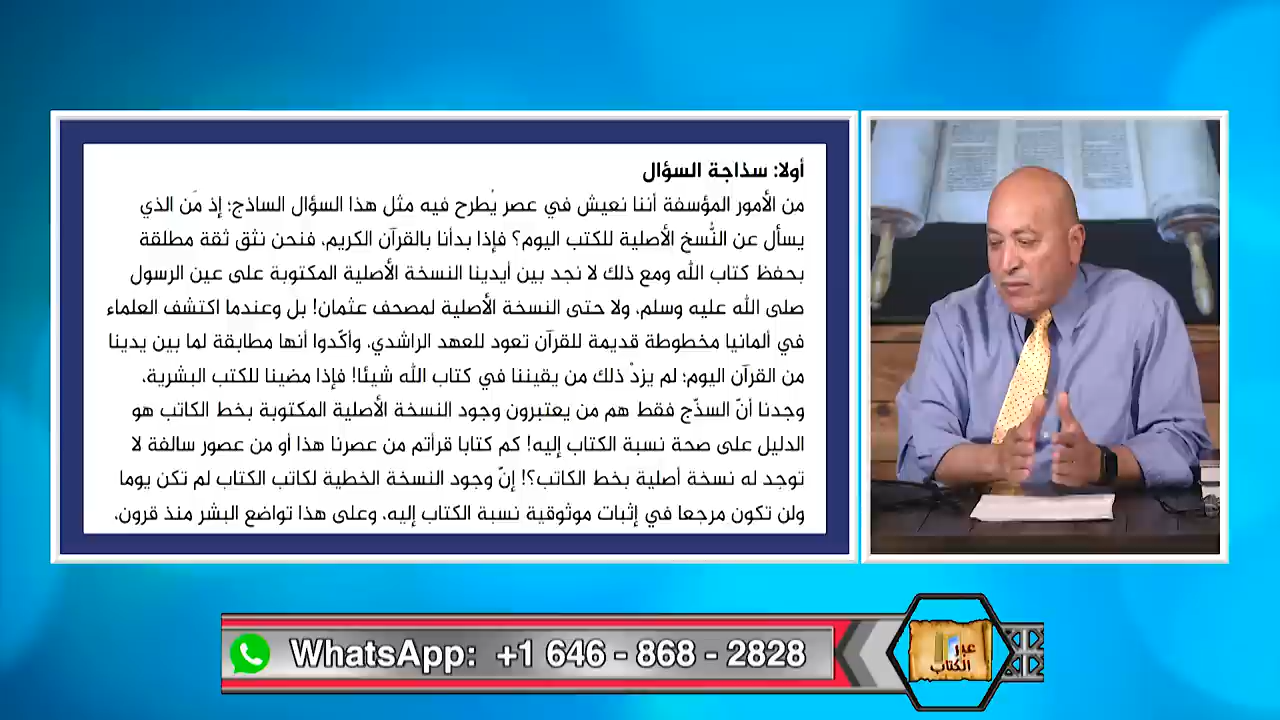 أولا: سذاجة السؤال
من الأمور المؤسفة أننا نعيش في عصر يُطرح فيه مثل هذا السؤال الساذج؛ إذ مَن الذي
يسأل عن النُّسخ الأصلية للكتب اليوم؟ فإذا بدأنا بالقرآن الكريم، فنحن نثق ثقة مطلقة
بحفظ كتاب الله ومع ذلك لا نجد بين أيدينا النسخة الأصلية المكتوبة على عين الرسول
صلى الله عليه وسلم، ولا حتى النسخة الأصلية لمصحف عثمان! بل وعندما اكتشف العلماء
في ألمانيا مخطوطة قديمة للقرآن تعود للعهد الراشدي، وأكّدوا أنها مطابقة لما بين يدينا
من القرآن اليوم؛ لم يزدْ ذلك من يقيننا في كتاب الله شيئا! فإذا مضينا للكتب البشرية،
وجدنا أنّ السذّج فقط هم من يعتبرون وجود النسخة الأصلية المكتوبة بخط الكاتب هو
الدليل على صحة نسبة الكتاب إليه! كم كتابا قرأتم من عصرنا هذا أو من عصور سالفة لا
توجد له نسخة أصلية بخط الكاتب؟! إنّ وجود النسخة الخطية لكاتب الكتاب لم تكن يوما
ولن تكون مرجعا في إثبات موثوقية نسبة الكتاب إليه، وعلى هذا تواضع البشر منذ قرون،
WhatsApp: +1 646 - 868 - 2828
عبر
الكتاب